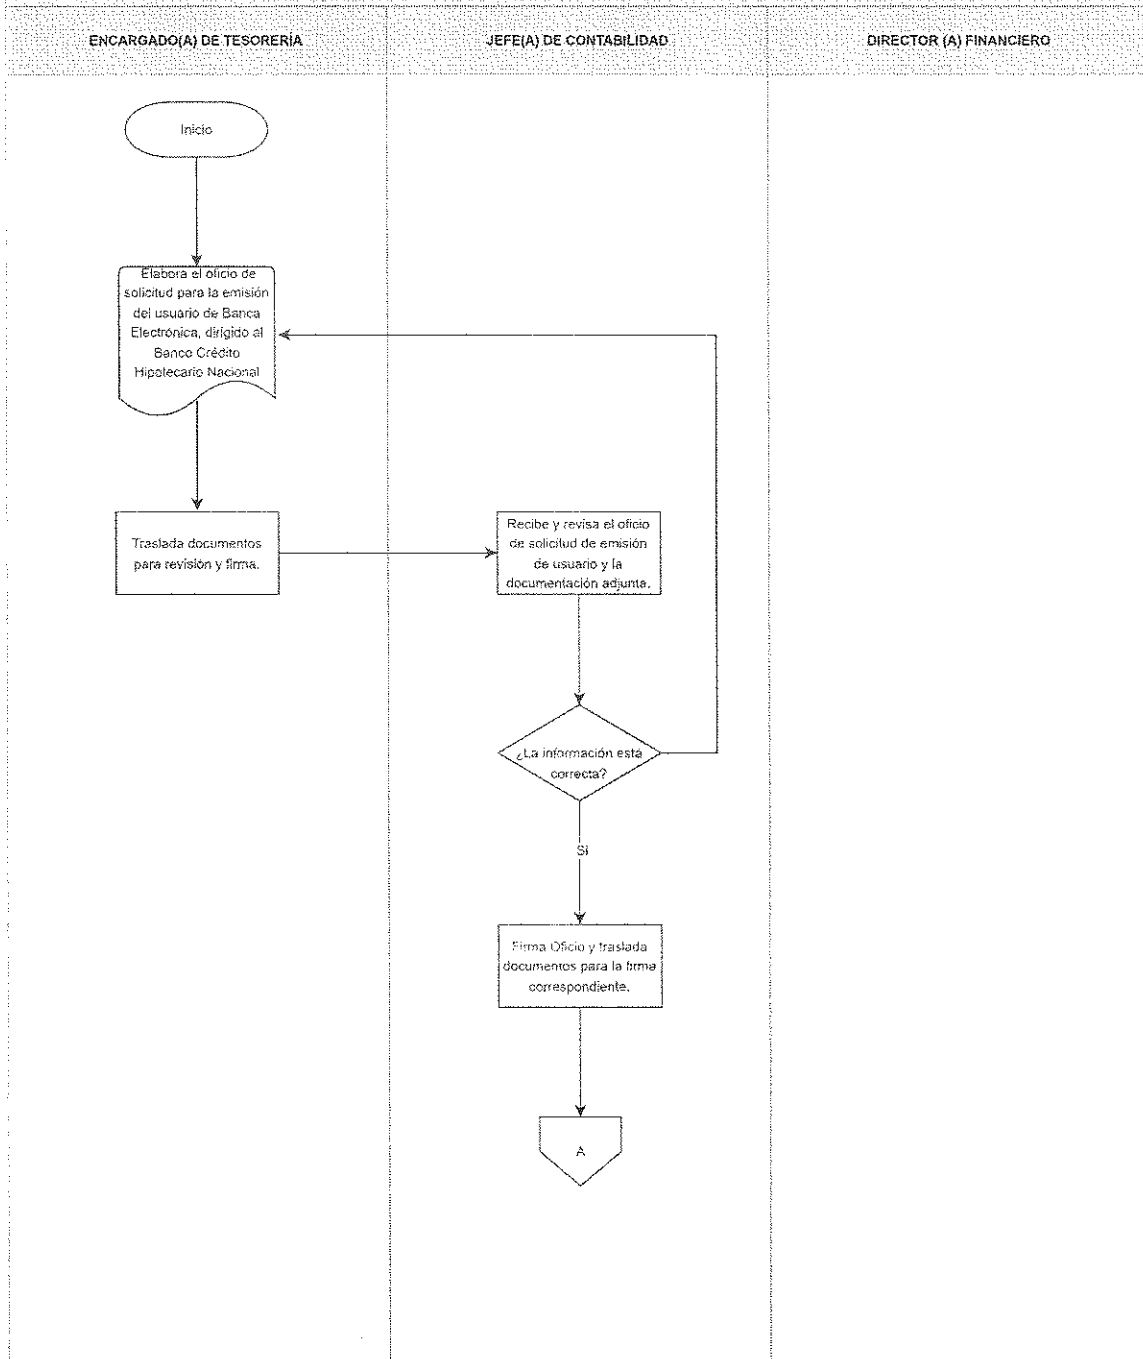 ENCARGADO(A) DE TESORERÍA
JEFE(A) DE CONTABILIDAD
DIRECTOR (A) FINANCIERO
Inicio
Elabora el oficio de
solicitud para la emisión
del usuario de Banca
Electrónica, dirigido al
Banco Crédito
Hipotecario Nacional
Traslada documentos
para revisión y firma.
Recibe y revisa el oficio
de solicitud de emisión
de usuario y la
documentación adjunta.
¿La información está
correcta?
Si
Firma Oficio y traslada
documentos para la firma
correspondiente.
A